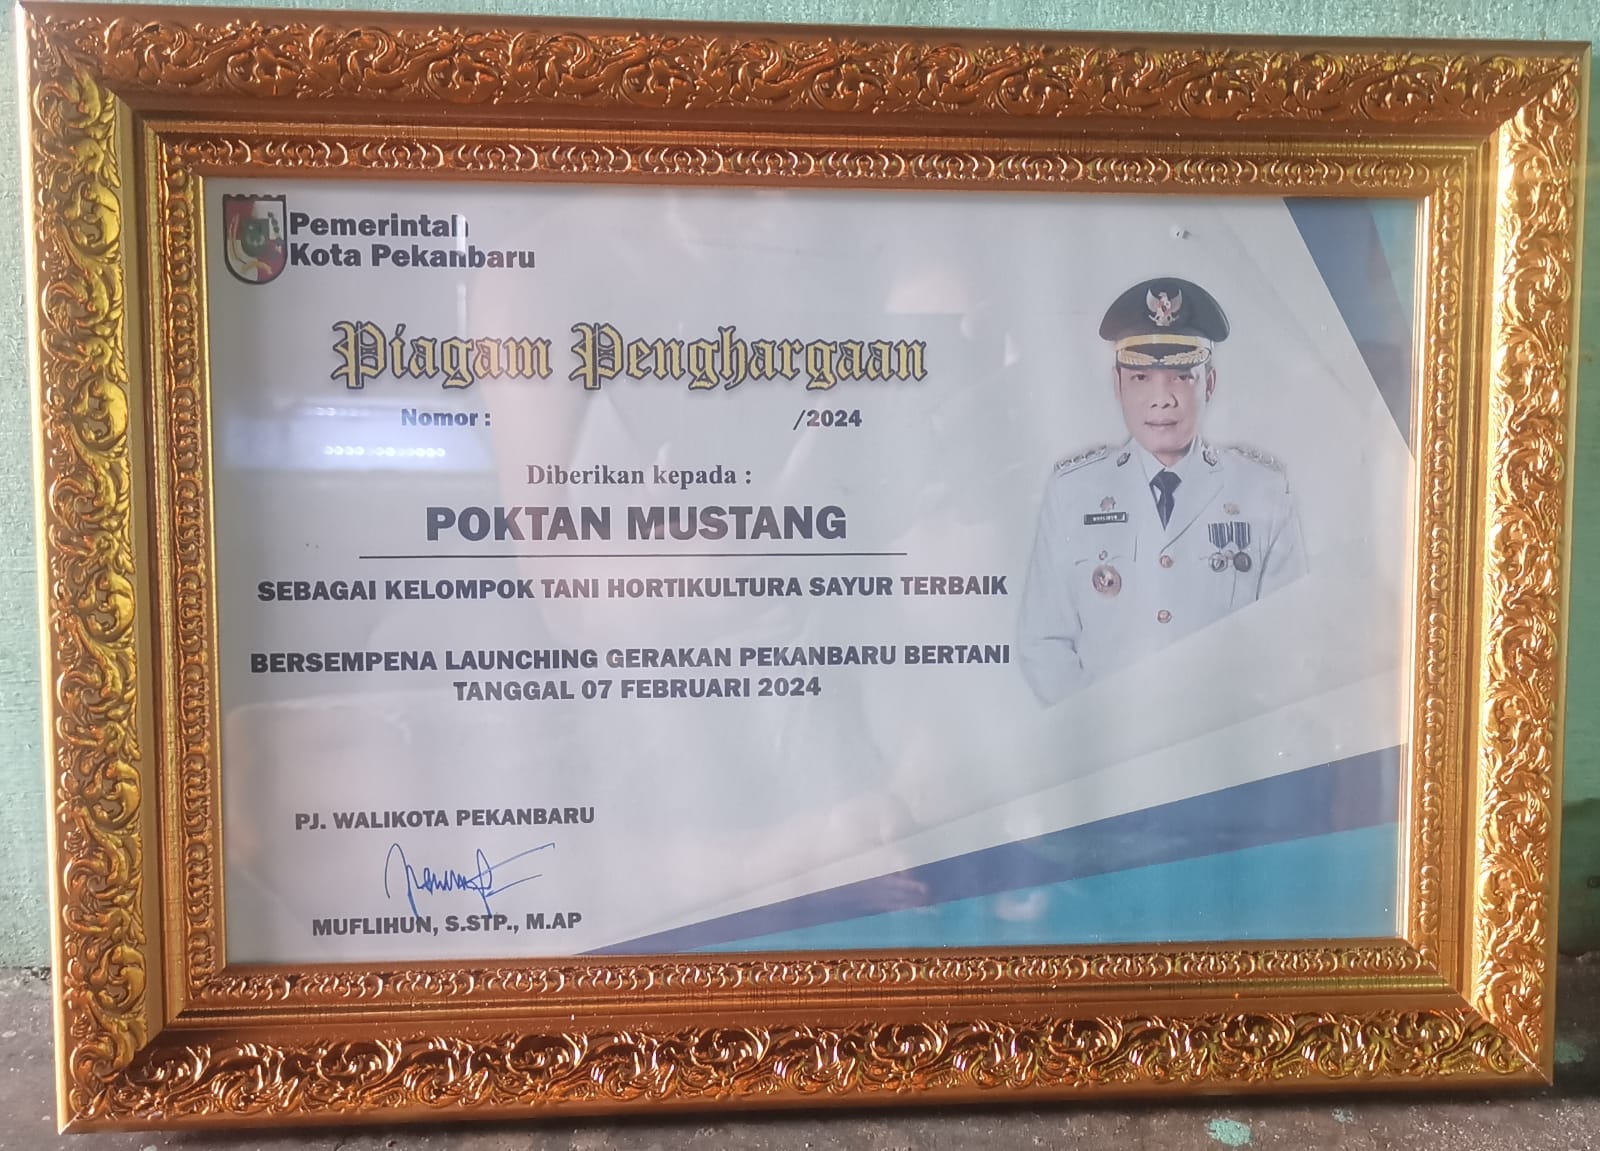 Pemerintah
Kota Pekanbaru
Piagam Penghargaan
Nomor : /2024
Diberikan kepada :
POKTAN MUSTANG
SEBAGAI KELOMPOK TANI HORTIKULTURA SAYUR TERBAIK
BERSEMPENA LAUNCHING GERAKAN PEKANBARU BERTANI
TANGGAL 07 FEBRUARI 2024
MUFLIHUN
PJ. WALIKOTA PEKANBARU
MUFLIHUN, S.STP., M.AP